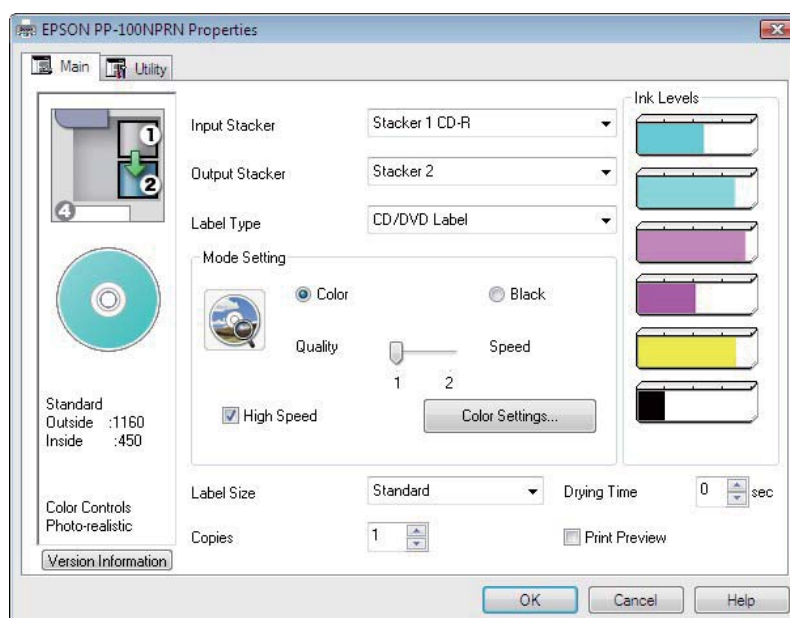 EPSON PP-100NPRN Properties
Main
Utility
1
2
4
Standard
Outside :1160
Inside :450
Color Controls
Photo-realistic
Version Information
Input Stacker
Stacker 1 CD-R
Output Stacker
Stacker 2
Label Type
CD/DVD Label
Mode Setting
Color
Black
Quality
Speed
1 2
High Speed
Color Settings...
Label Size
Standard
Drying Time
0
sec
Copies
1
Print Preview
Ink Levels
OK
Cancel
Help